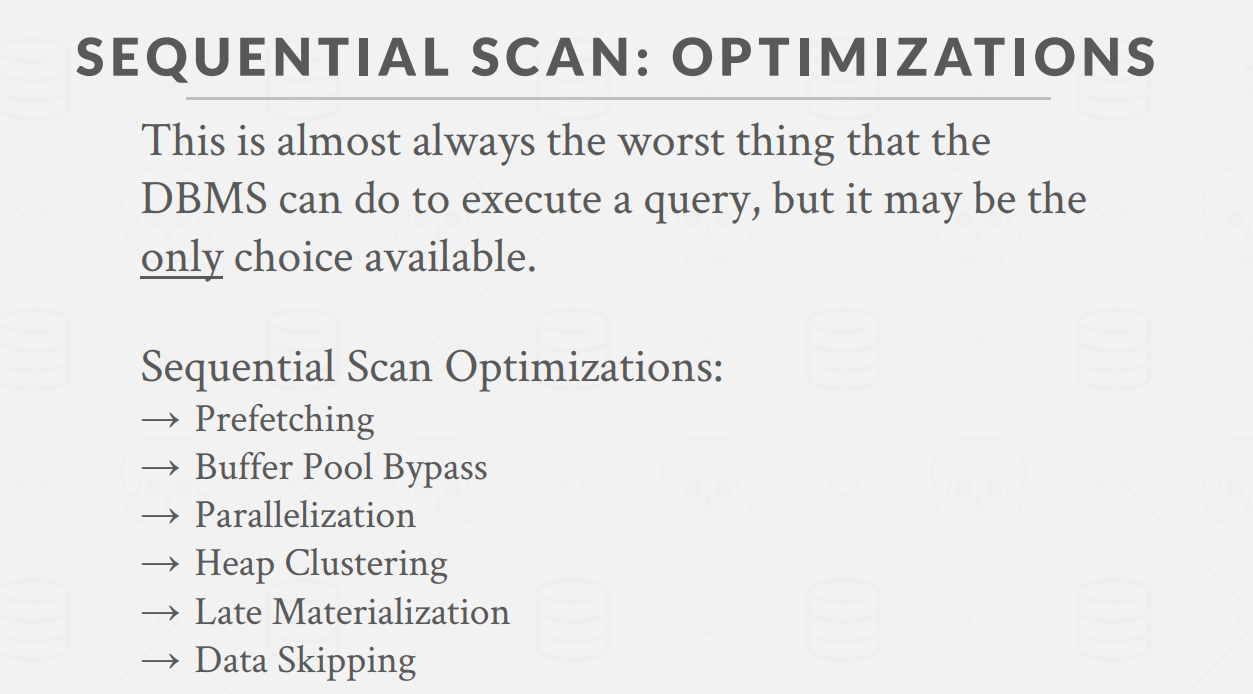 SEQUENTIAL SCAN: OPTIMIZATIONS
This is almost always the worst thing that the
DBMS can do to execute a query, but it may be the
only choice available.
Sequential Scan Optimizations:
→ Prefetching
→ Buffer Pool Bypass
→ Parallelization
→ Heap Clustering
→ Late Materialization
→ Data Skipping